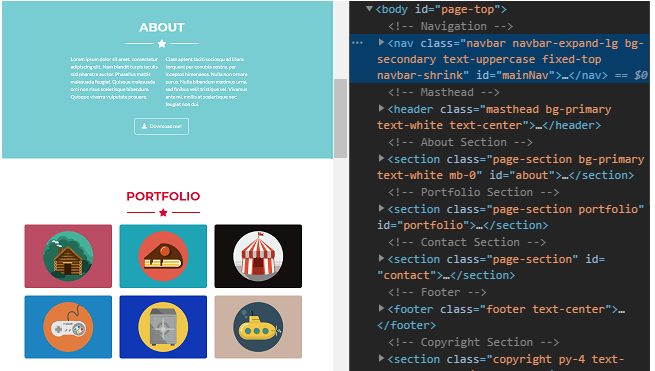 ABOUT
Lorem ipsum dolor sit amet, consectetur
adipiscing elit. Nam blandit turpis iaculis
nisl pharetra auctor. Phasellus mattis
malesuada feugiat. Quisque malesuada
orci non risus scelerisque bibendum.
Quisque viverra vulputate posuere.
Class aptent taciti sociosqu ad litora
torquent per conubia nostra, per
inceptos himenaeos. Nulla non ornare
purus. Nulla bibendum maximus urna,
sed finibus velit tristique vel. Vivamus
ante mi, mollis at scelerisque nec,
feugiat non dui.
Download me!
PORTFOLIO
<body id="page-top">
<!-- Navigation -->
<nav class="navbar navbar-expand-lg bg-
secondary text-uppercase fixed-top
navbar-shrink" id="mainNav">…</nav> == $0
<!-- Masthead -->
<header class="masthead bg-primary
text-white text-center">…</header>
<!-- About Section -->
<section class="page-section bg-primary
text-white mb-0" id="about">…</section>
<!-- Portfolio Section -->
<section class="page-section portfolio"
id="portfolio">…</section>
<!-- Contact Section -->
<section class="page-section" id=
"contact">…</section>
<!-- Footer -->
<footer class="footer text-center">…
</footer>
<!-- Copyright Section -->
<section class="copyright py-4 text-